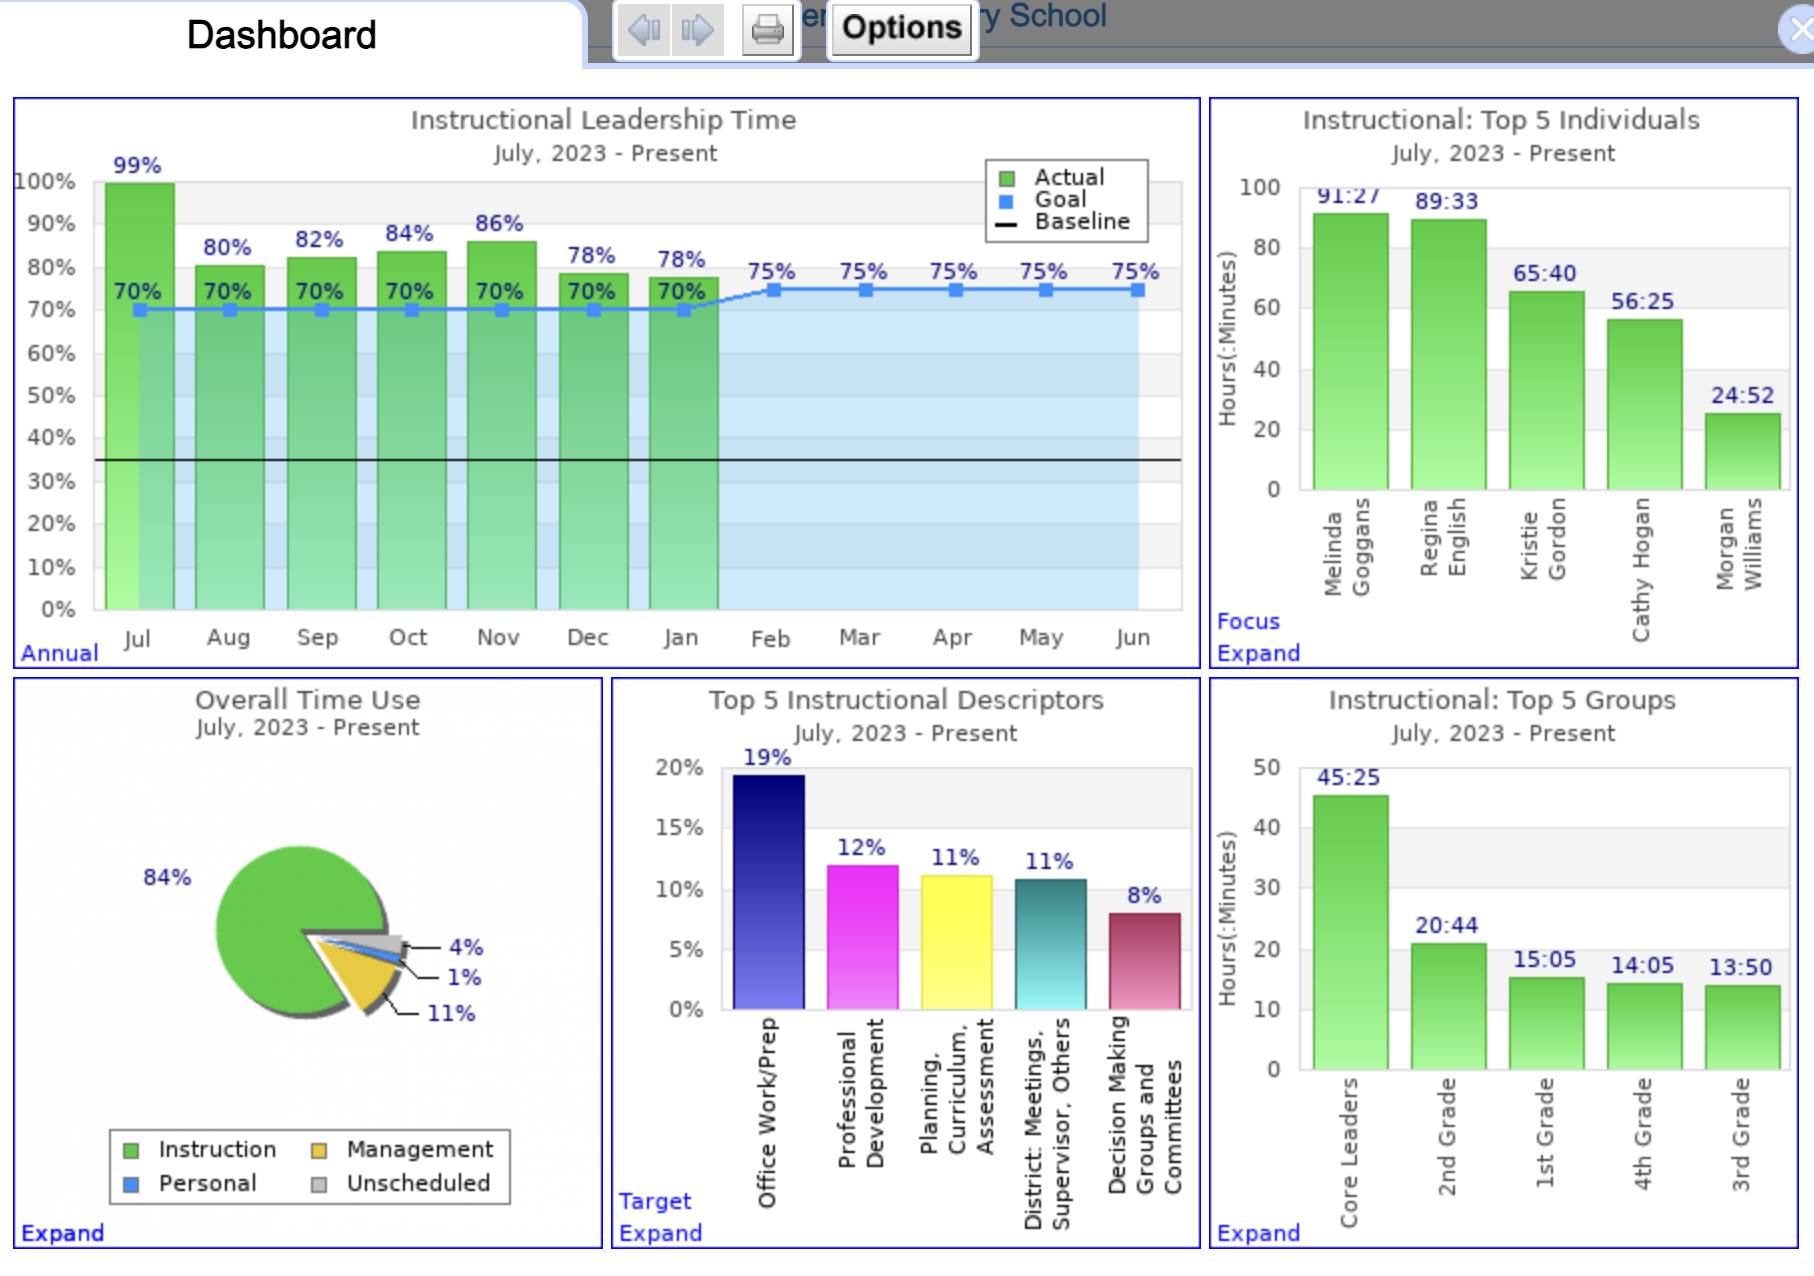 Dashboard
Options
ry School
Instructional Leadership Time
July, 2023 - Present
Actual
Goal
Baseline
100%
90%
80%
70%
60%
50%
40%
30%
20%
10%
0%
99%
80%
82%
84%
86%
78%
78%
70%
70%
70%
70%
70%
70%
70%
75%
75%
75%
75%
75%
Jul
Aug
Sep
Oct
Nov
Dec
Jan
Feb
Mar
Apr
May
Jun
Annual
Instructional: Top 5 Individuals
July, 2023 - Present
Hours(:Minutes)
100
80
60
40
20
0
91:27
89:33
65:40
56:25
24:52
Melinda
Goggans
Regina
English
Kristie
Gordon
Cathy Hogan
Morgan
Williams
Focus
Expand
Overall Time Use
July, 2023 - Present
84%
4%
1%
11%
Instruction
Management
Personal
Unscheduled
Expand
Top 5 Instructional Descriptors
July, 2023 - Present
20%
15%
10%
5%
0%
19%
12%
11%
11%
8%
Office Work/Prep
Professional
Development
Planning,
Curriculum,
Assessment
District: Meetings,
Supervisor, Others
Decision Making
Groups and
Committees
Target
Expand
Instructional: Top 5 Groups
July, 2023 - Present
Hours(:Minutes)
50
40
30
20
10
0
45:25
20:44
15:05
14:05
13:50
Core Leaders
2nd Grade
1st Grade
4th Grade
3rd Grade
Expand